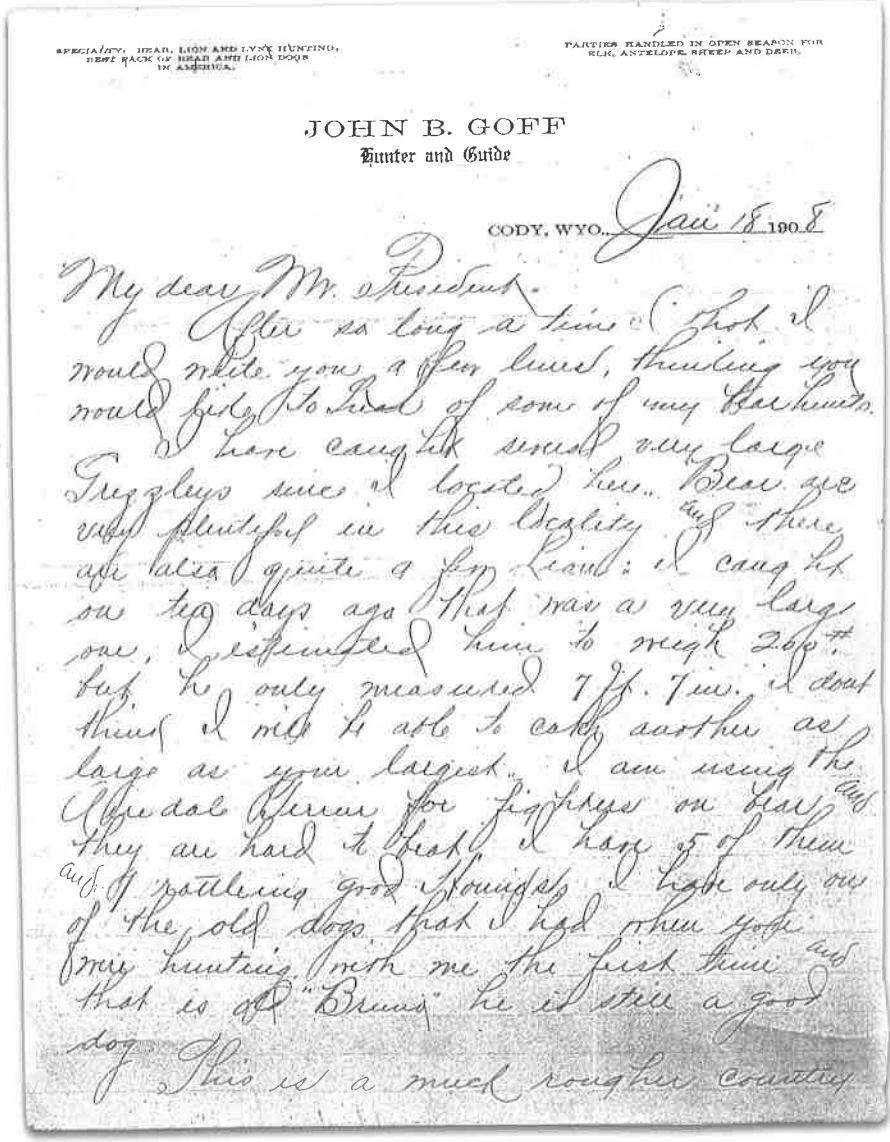 SPECIALTY: BEAR, LION AND LYNX HUNTING,
BEST PACK OF BEAR AND LION DOGS
IN AMERICA.
PARTIES HANDLED IN OPEN SEASON FOR
ELK, ANTELOPE, SHEEP AND DEER.
JOHN B. GOFF
Hunter and Guide
CODY, WYO., Jan 18 1908
My dear Mr. President.
After so long a time that I
would write you a few lines, thinking you
would like to hear of some of my Bear hunts.
I have caught several very large
Grizzleys since I located here. Bear are
very plentiful in this locality and there
are also quite a few Lion: I caught
one ten days ago that was a very large
one, I estimated him to weigh 200#.
but he only measured 7 ft. 7 in. I dont
think I will be able to catch another as
large as your largest. I am using the
Airedale Terrier for fighters on bear and
they are hard to beat I have 5 of them
and 9 rattling good Hounds I have only one
of the old dogs that I had when you
were hunting with me the first time and
that is old "Bruno" he is still a good
dog.
This is a much rougher country